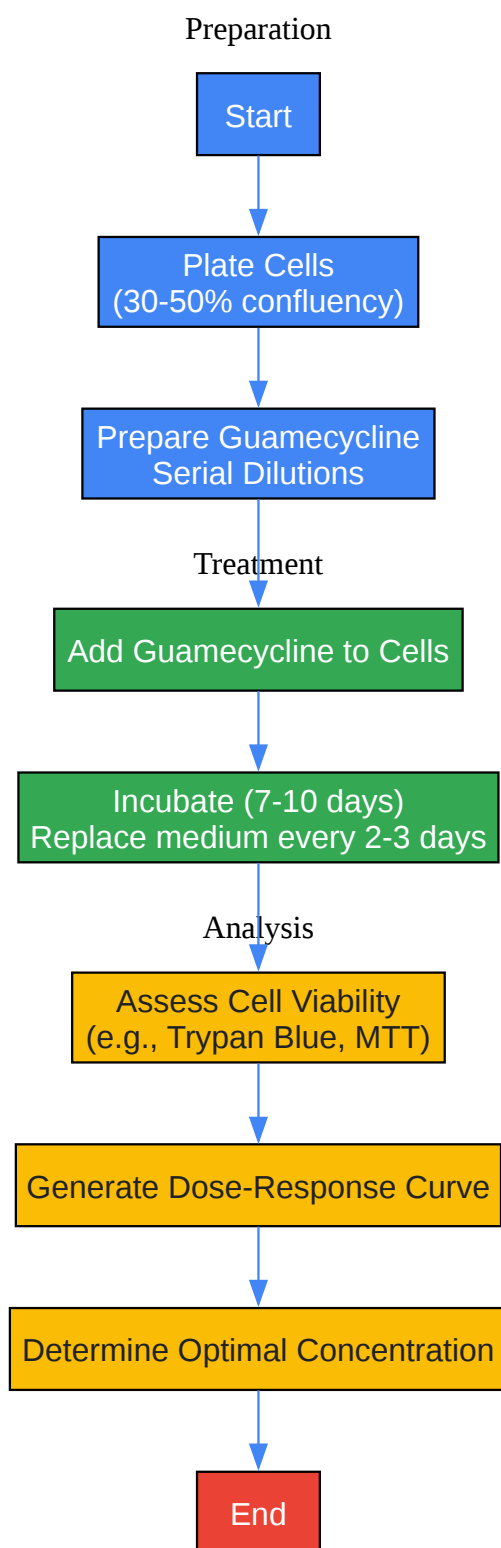 Preparation
Start
Plate Cells
(30-50% confluency)
Prepare Guamecycline
Serial Dilutions
Treatment
Add Guamecycline to Cells
Incubate (7-10 days)
Replace medium every 2-3 days
Analysis
Assess Cell Viability
(e.g., Trypan Blue, MTT)
Generate Dose-Response Curve
Determine Optimal Concentration
End